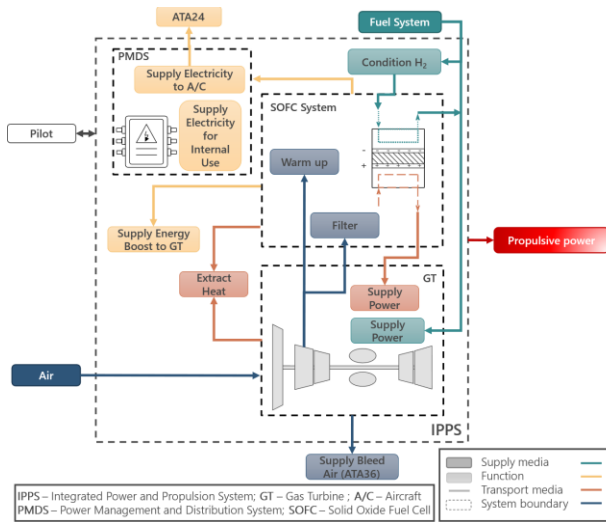 ATA24
Fuel System
PMDS
Supply Electricity
to A/C
Condition H₂
Supply
Electricity
for
Internal
Use
SOFC System
Pilot
Warm up
-
+
+
Filter
Supply Energy
Boost to GT
Propulsive power
Extract
Heat
GT
Supply
Power
Supply
Power
Air
IPPS
Supply Bleed
Air (ATA36)
Supply media
Function
Transport media
System boundary
IPPS – Integrated Power and Propulsion System; GT – Gas Turbine ; A/C – Aircraft
PMDS – Power Management and Distribution System; SOFC – Solid Oxide Fuel Cell